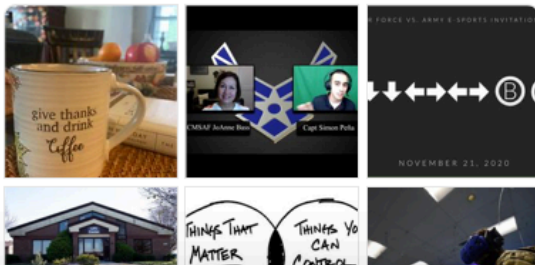 give thanks
and drink
Coffee
CMSAF JoAnne Bass
Capt Simon Peña
FORCE VS. ARMY E-SPORTS INVITATIO
B
NOVEMBER 21, 2020
THINGS THAT
MATTER
THINGS YO
CAN
CONTROL